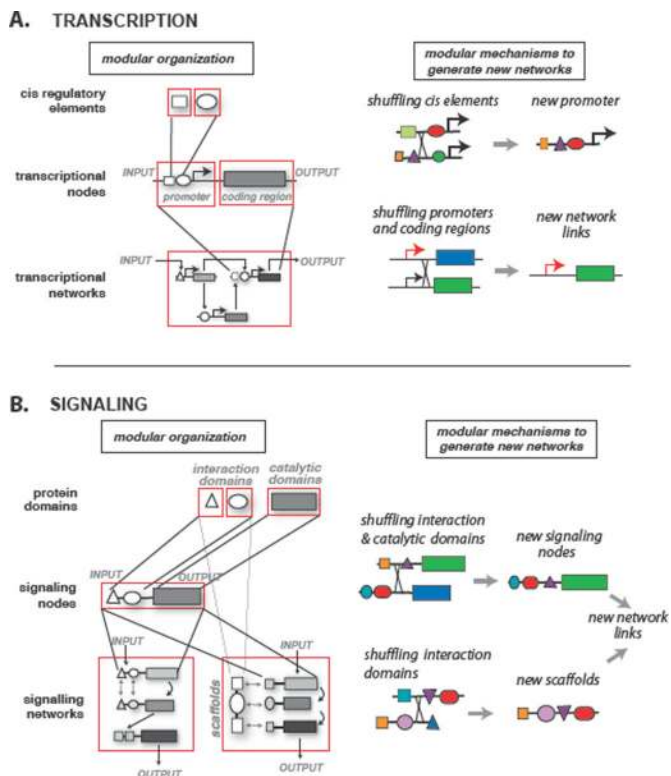 A. TRANSCRIPTION
modular organization
modular mechanisms to
generate new networks
cis regulatory
elements
shuffling cis elements
new promoter
transcriptional
nodes
INPUT
OUTPUT
promoter
coding region
shuffling promoters
and coding regions
new network
links
transcriptional
networks
INPUT
OUTPUT
B. SIGNALING
modular organization
modular mechanisms to
generate new networks
interaction
domains
catalytic
domains
protein
domains
shuffling interaction
& catalytic domains
new signaling
nodes
signaling
nodes
INPUT
OUTPUT
new network
links
INPUT
INPUT
signalling
networks
scaffolds
shuffling interaction
domains
new scaffolds
OUTPUT
OUTPUT